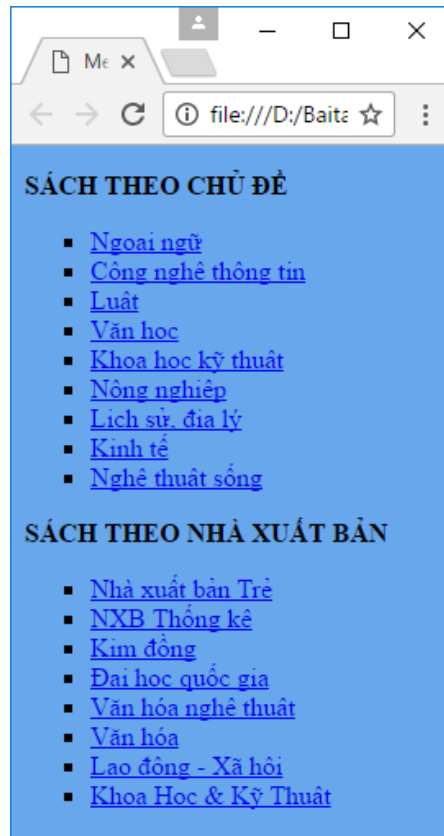 Me
file:///D:/Baita
SÁCH THEO CHỦ ĐỀ
Ngoại ngữ
Công nghệ thông tin
Luật
Văn học
Khoa học kỹ thuật
Nông nghiệp
Lịch sử, địa lý
Kinh tế
Nghệ thuật sống
SÁCH THEO NHÀ XUẤT BẢN
Nhà xuất bản Trẻ
NXB Thống kê
Kim đồng
Đại học quốc gia
Văn hóa nghệ thuật
Văn hóa
Lao động - Xã hội
Khoa Học & Kỹ Thuật